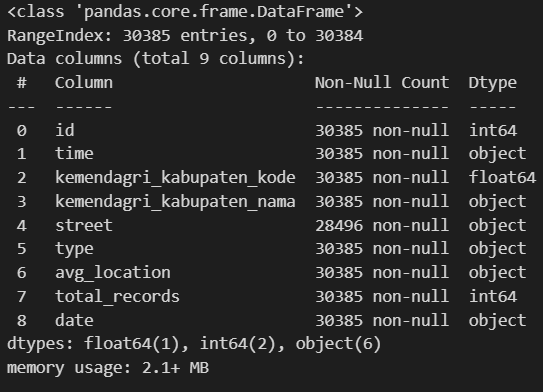 <class 'pandas.core.frame.DataFrame'>
RangeIndex: 30385 entries, 0 to 30384
Data columns (total 9 columns):
 #   Column                     Non-Null Count  Dtype
---  ------                     --------------  -----
 0   id                         30385 non-null  int64
 1   time                       30385 non-null  object
 2   kemendagri_kabupaten_kode  30385 non-null  float64
 3   kemendagri_kabupaten_nama  30385 non-null  object
 4   street                     28496 non-null  object
 5   type                       30385 non-null  object
 6   avg_location               30385 non-null  object
 7   total_records              30385 non-null  int64
 8   date                       30385 non-null  object
dtypes: float64(1), int64(2), object(6)
memory usage: 2.1+ MB